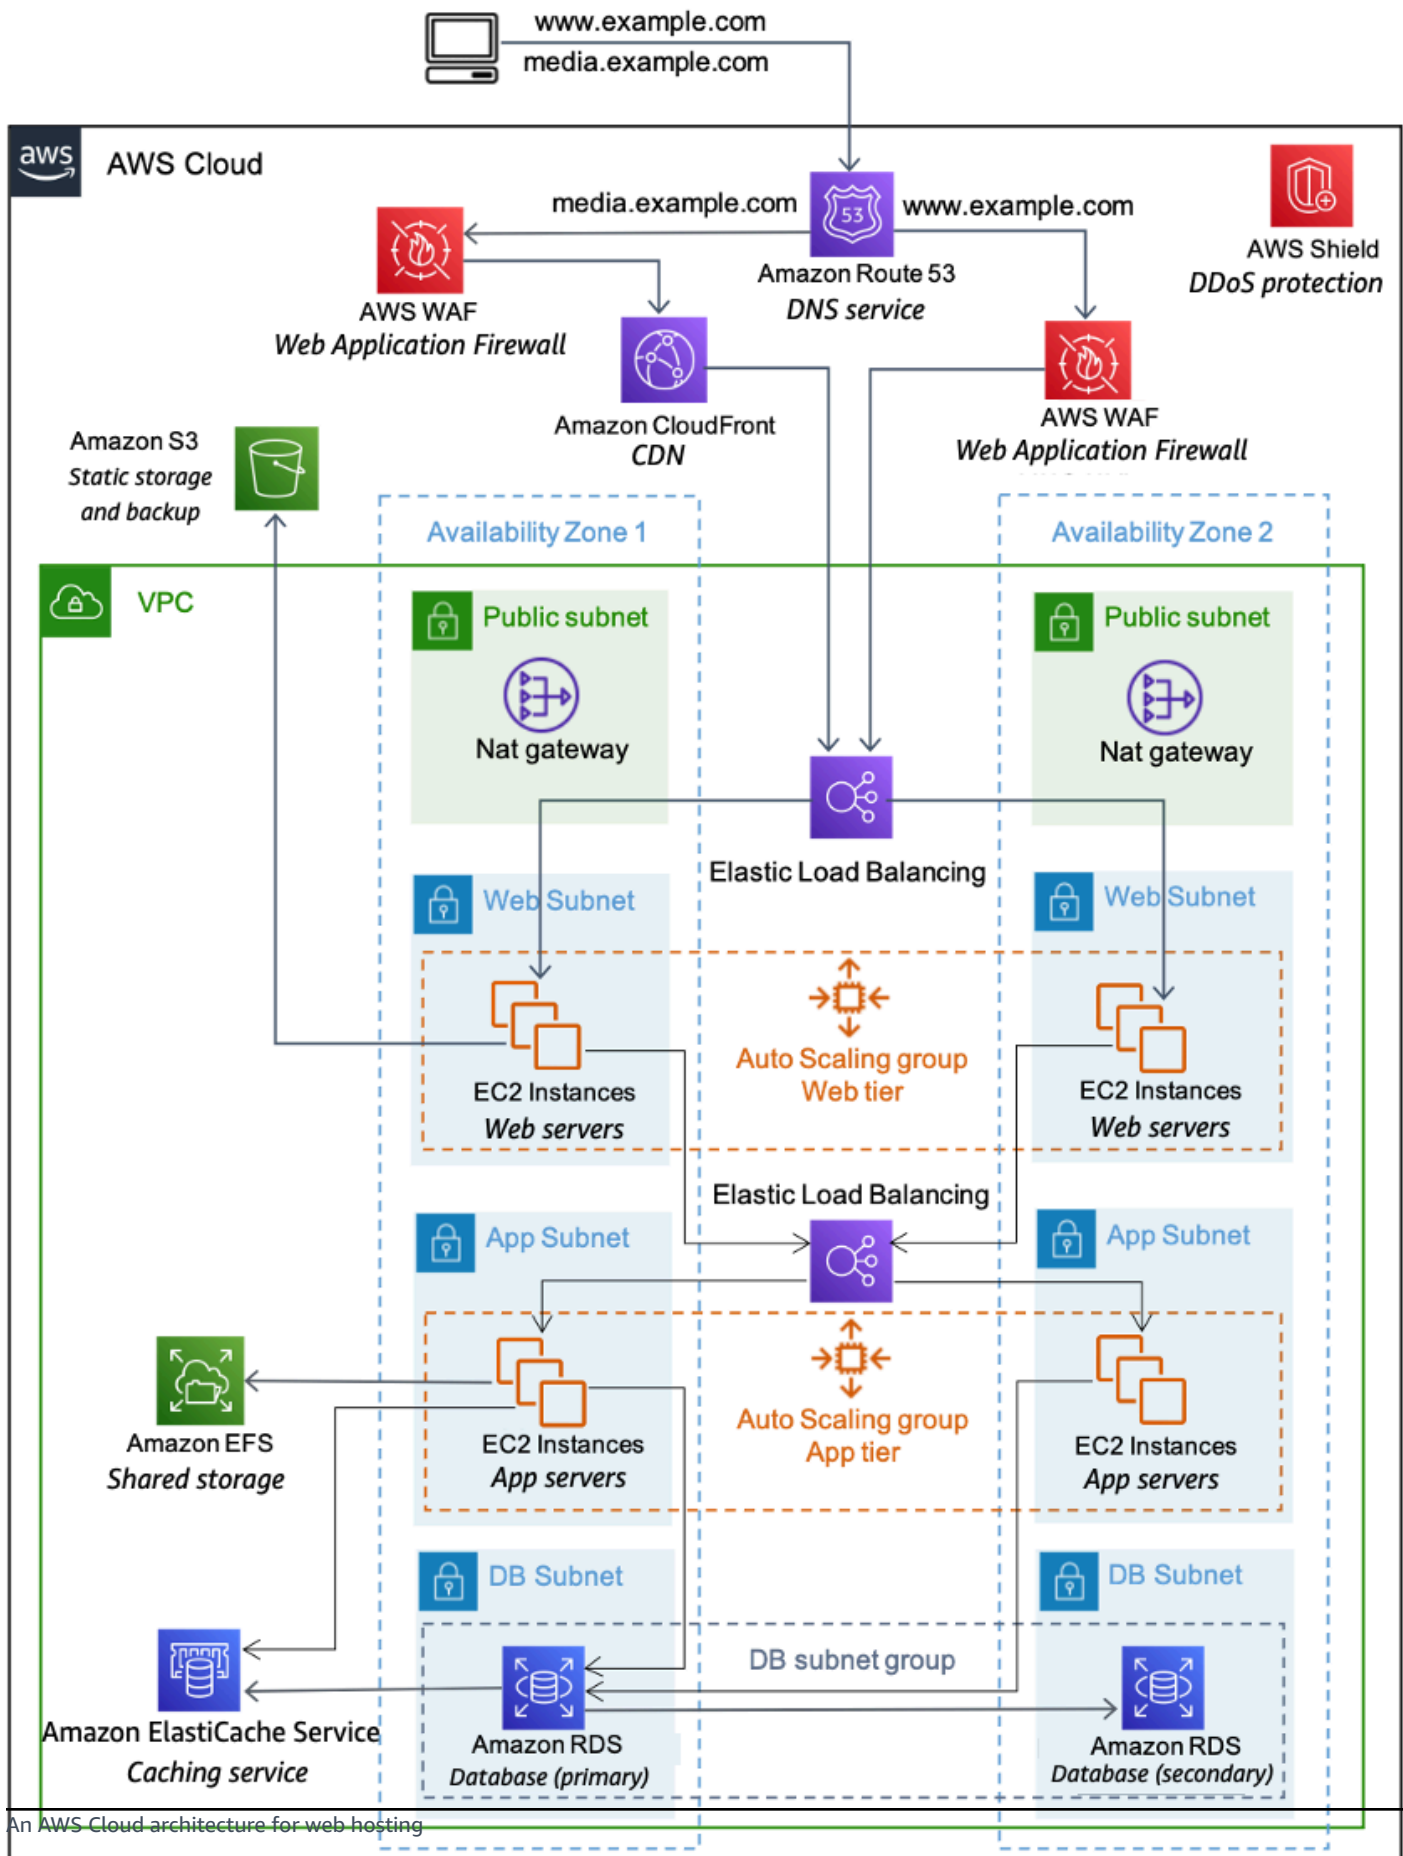 www.example.com
media.example.com
aws
AWS Cloud
media.example.com
53
www.example.com
Amazon Route 53
DNS service
AWS Shield
DDoS protection
AWS WAF
Web Application Firewall
Amazon CloudFront
CDN
AWS WAF
Web Application Firewall
Amazon S3
Static storage
and backup
Availability Zone 1
Availability Zone 2
VPC
Public subnet
Nat gateway
Public subnet
Nat gateway
Elastic Load Balancing
Web Subnet
Web Subnet
EC2 Instances
Web servers
Auto Scaling group
Web tier
EC2 Instances
Web servers
Elastic Load Balancing
App Subnet
App Subnet
EC2 Instances
App servers
Auto Scaling group
App tier
EC2 Instances
App servers
Amazon EFS
Shared storage
DB Subnet
DB Subnet
DB subnet group
Amazon RDS
Database (primary)
Amazon RDS
Database (secondary)
Amazon ElastiCache Service
Caching service
An AWS Cloud architecture for web hosting